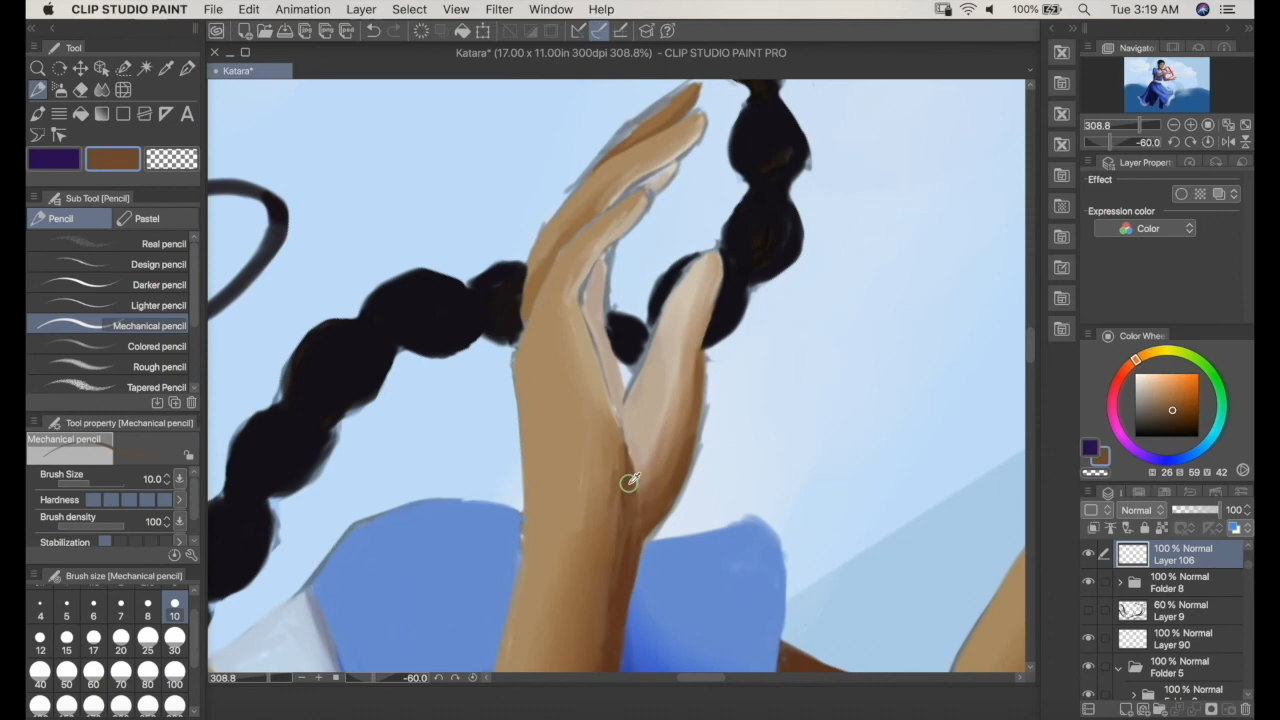 CLIP STUDIO PAINT File Edit Animation Layer Select View Filter Window Help 100% Tue 3:19 AM
Katara* (17.00 x 11.00in 300dpi 308.8%) - CLIP STUDIO PAINT PRO
Katara*
Tool
Sub Tool [Pencil]
Pencil Pastel
Real pencil
Design pencil
Darker pencil
Lighter pencil
Mechanical pencil
Colored pencil
Rough pencil
Tapered Pencil
Tool property [Mechanical pencil]
Mechanical pencil
Brush Size 10.0
Hardness
Brush density 100
Stabilization
Brush size [Mechanical pencil]
4 5 6 7 8 10
12 15 17 20 25 30
40 50 60 70 80 100
308.8 -60.0
Navigato
308.8
-60.0
Layer Propert
Effect
Expression color
Color
Color Whe
H 26 S 59 V 42
Normal 100
100 % Normal
Layer 106
100 % Normal
Folder 8
60 % Normal
Layer 9
100 % Normal
Layer 90
100 % Normal
Folder 5
100 % Normal